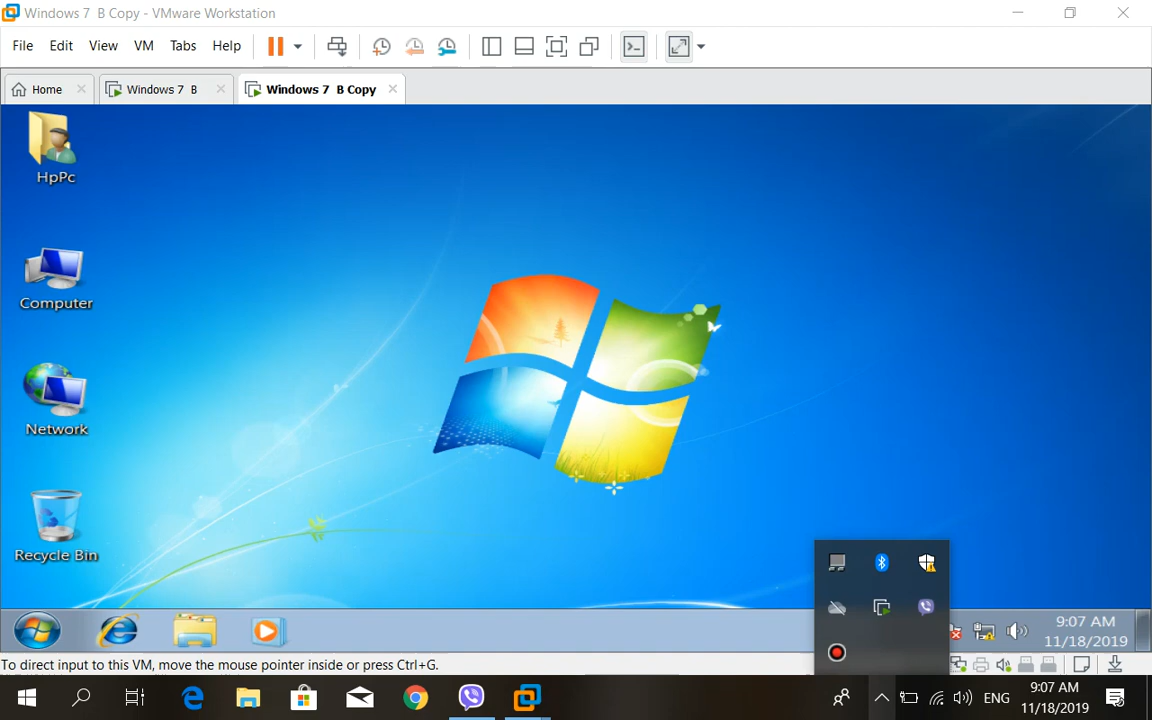 Windows 7  B Copy - VMware Workstation
File Edit View VM Tabs Help
Home Windows 7  B Windows 7  B Copy
HpPc
Computer
Network
Recycle Bin
9:07 AM
11/18/2019
To direct input to this VM, move the mouse pointer inside or press Ctrl+G.
ENG
9:07 AM
11/18/2019